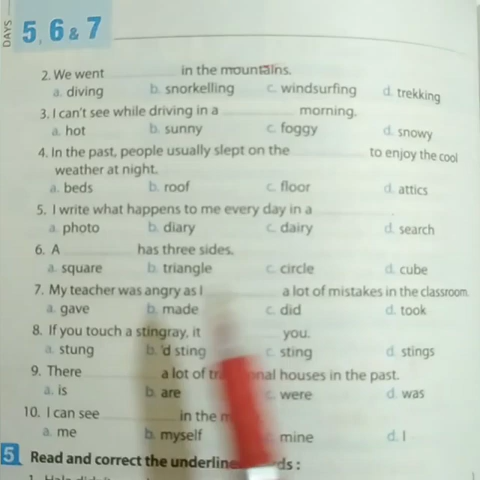 DAYS
5, 6 & 7
2. We went in the mountains.
a. diving b. snorkelling c. windsurfing d. trekking
3. I can't see while driving in a morning.
a. hot b. sunny c. foggy d. snowy
4. In the past, people usually slept on the to enjoy the cool
weather at night.
a. beds b. roof c. floor d. attics
5. I write what happens to me every day in a .
a. photo b. diary c. dairy d. search
6. A has three sides.
a. square b. triangle c. circle d. cube
7. My teacher was angry as I a lot of mistakes in the classroom.
a. gave b. made c. did d. took
8. If you touch a stingray, it you.
a. stung b. 'd sting c. sting d. stings
9. There a lot of houses in the past.
a. is b. are c. were d. was
10. I can see in the
a. me b. myself c. mine d. I
5 Read and correct the